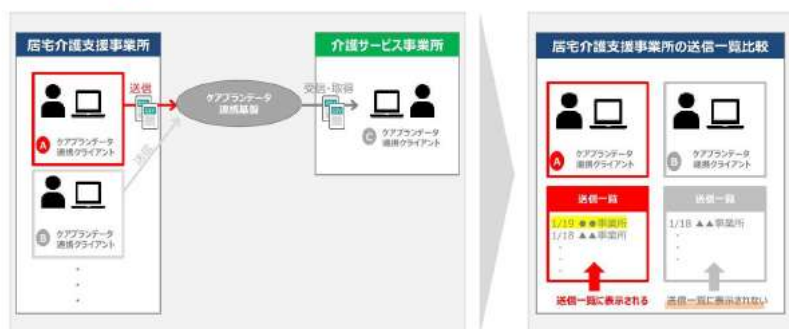 居宅介護支援事業所
送信
A
ケアプランデータ
連携クライアント
送信
B
ケアプランデータ
連携クライアント
・
・
・
ケアプランデータ
連携基盤
介護サービス事業所
受信・取得
C
ケアプランデータ
連携クライアント
居宅介護支援事業所の送信一覧比較
A
ケアプランデータ
連携クライアント
B
ケアプランデータ
連携クライアント
送信一覧
1/19 ●●事業所
1/18 ▲▲事業所
・
・
・
送信一覧に表示される
送信一覧
1/18 ▲▲事業所
・
・
・
送信一覧に表示されない